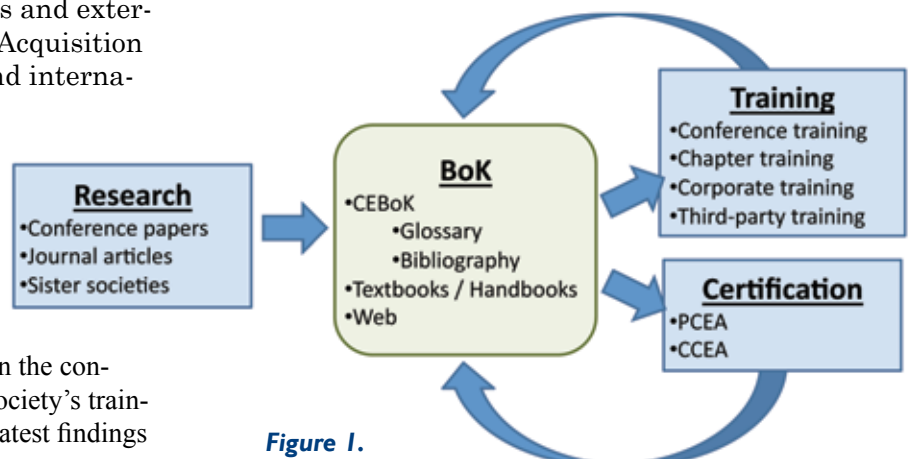 s and exter-
Acquisition
nd interna-
Research
•Conference papers
•Journal articles
•Sister societies
BoK
•CEBoK
•Glossary
•Bibliography
•Textbooks / Handbooks
•Web
Training
•Conference training
•Chapter training
•Corporate training
•Third-party training
Certification
•PCEA
•CCEA
n the con-
ociety's train-
atest findings
Figure 1.